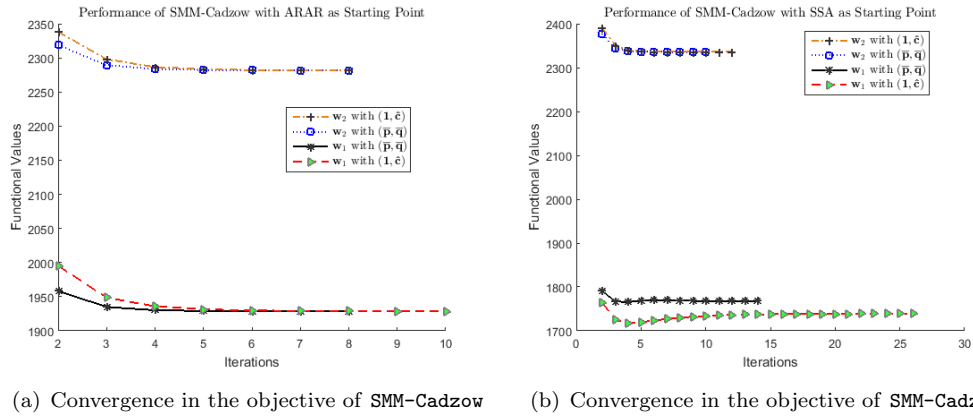 Performance of SMM-Cadzow with ARAR as Starting Point
2350
2300
2250
2200
2150
2100
2050
2000
1950
1900
Functional Values
w₂ with (1, ĉ)
w₂ with (p̅, q̅)
w₁ with (p̅, q̅)
w₁ with (1, ĉ)
2 3 4 5 6 7 8 9 10
Iterations
(a) Convergence in the objective of SMM-Cadzow
Performance of SMM-Cadzow with SSA as Starting Point
2400
2300
2200
2100
2000
1900
1800
1700
Functional Values
w₂ with (1, ĉ)
w₂ with (p̅, q̅)
w₁ with (p̅, q̅)
w₁ with (1, ĉ)
0 5 10 15 20 25 30
Iterations
(b) Convergence in the objective of SMM-Cadz